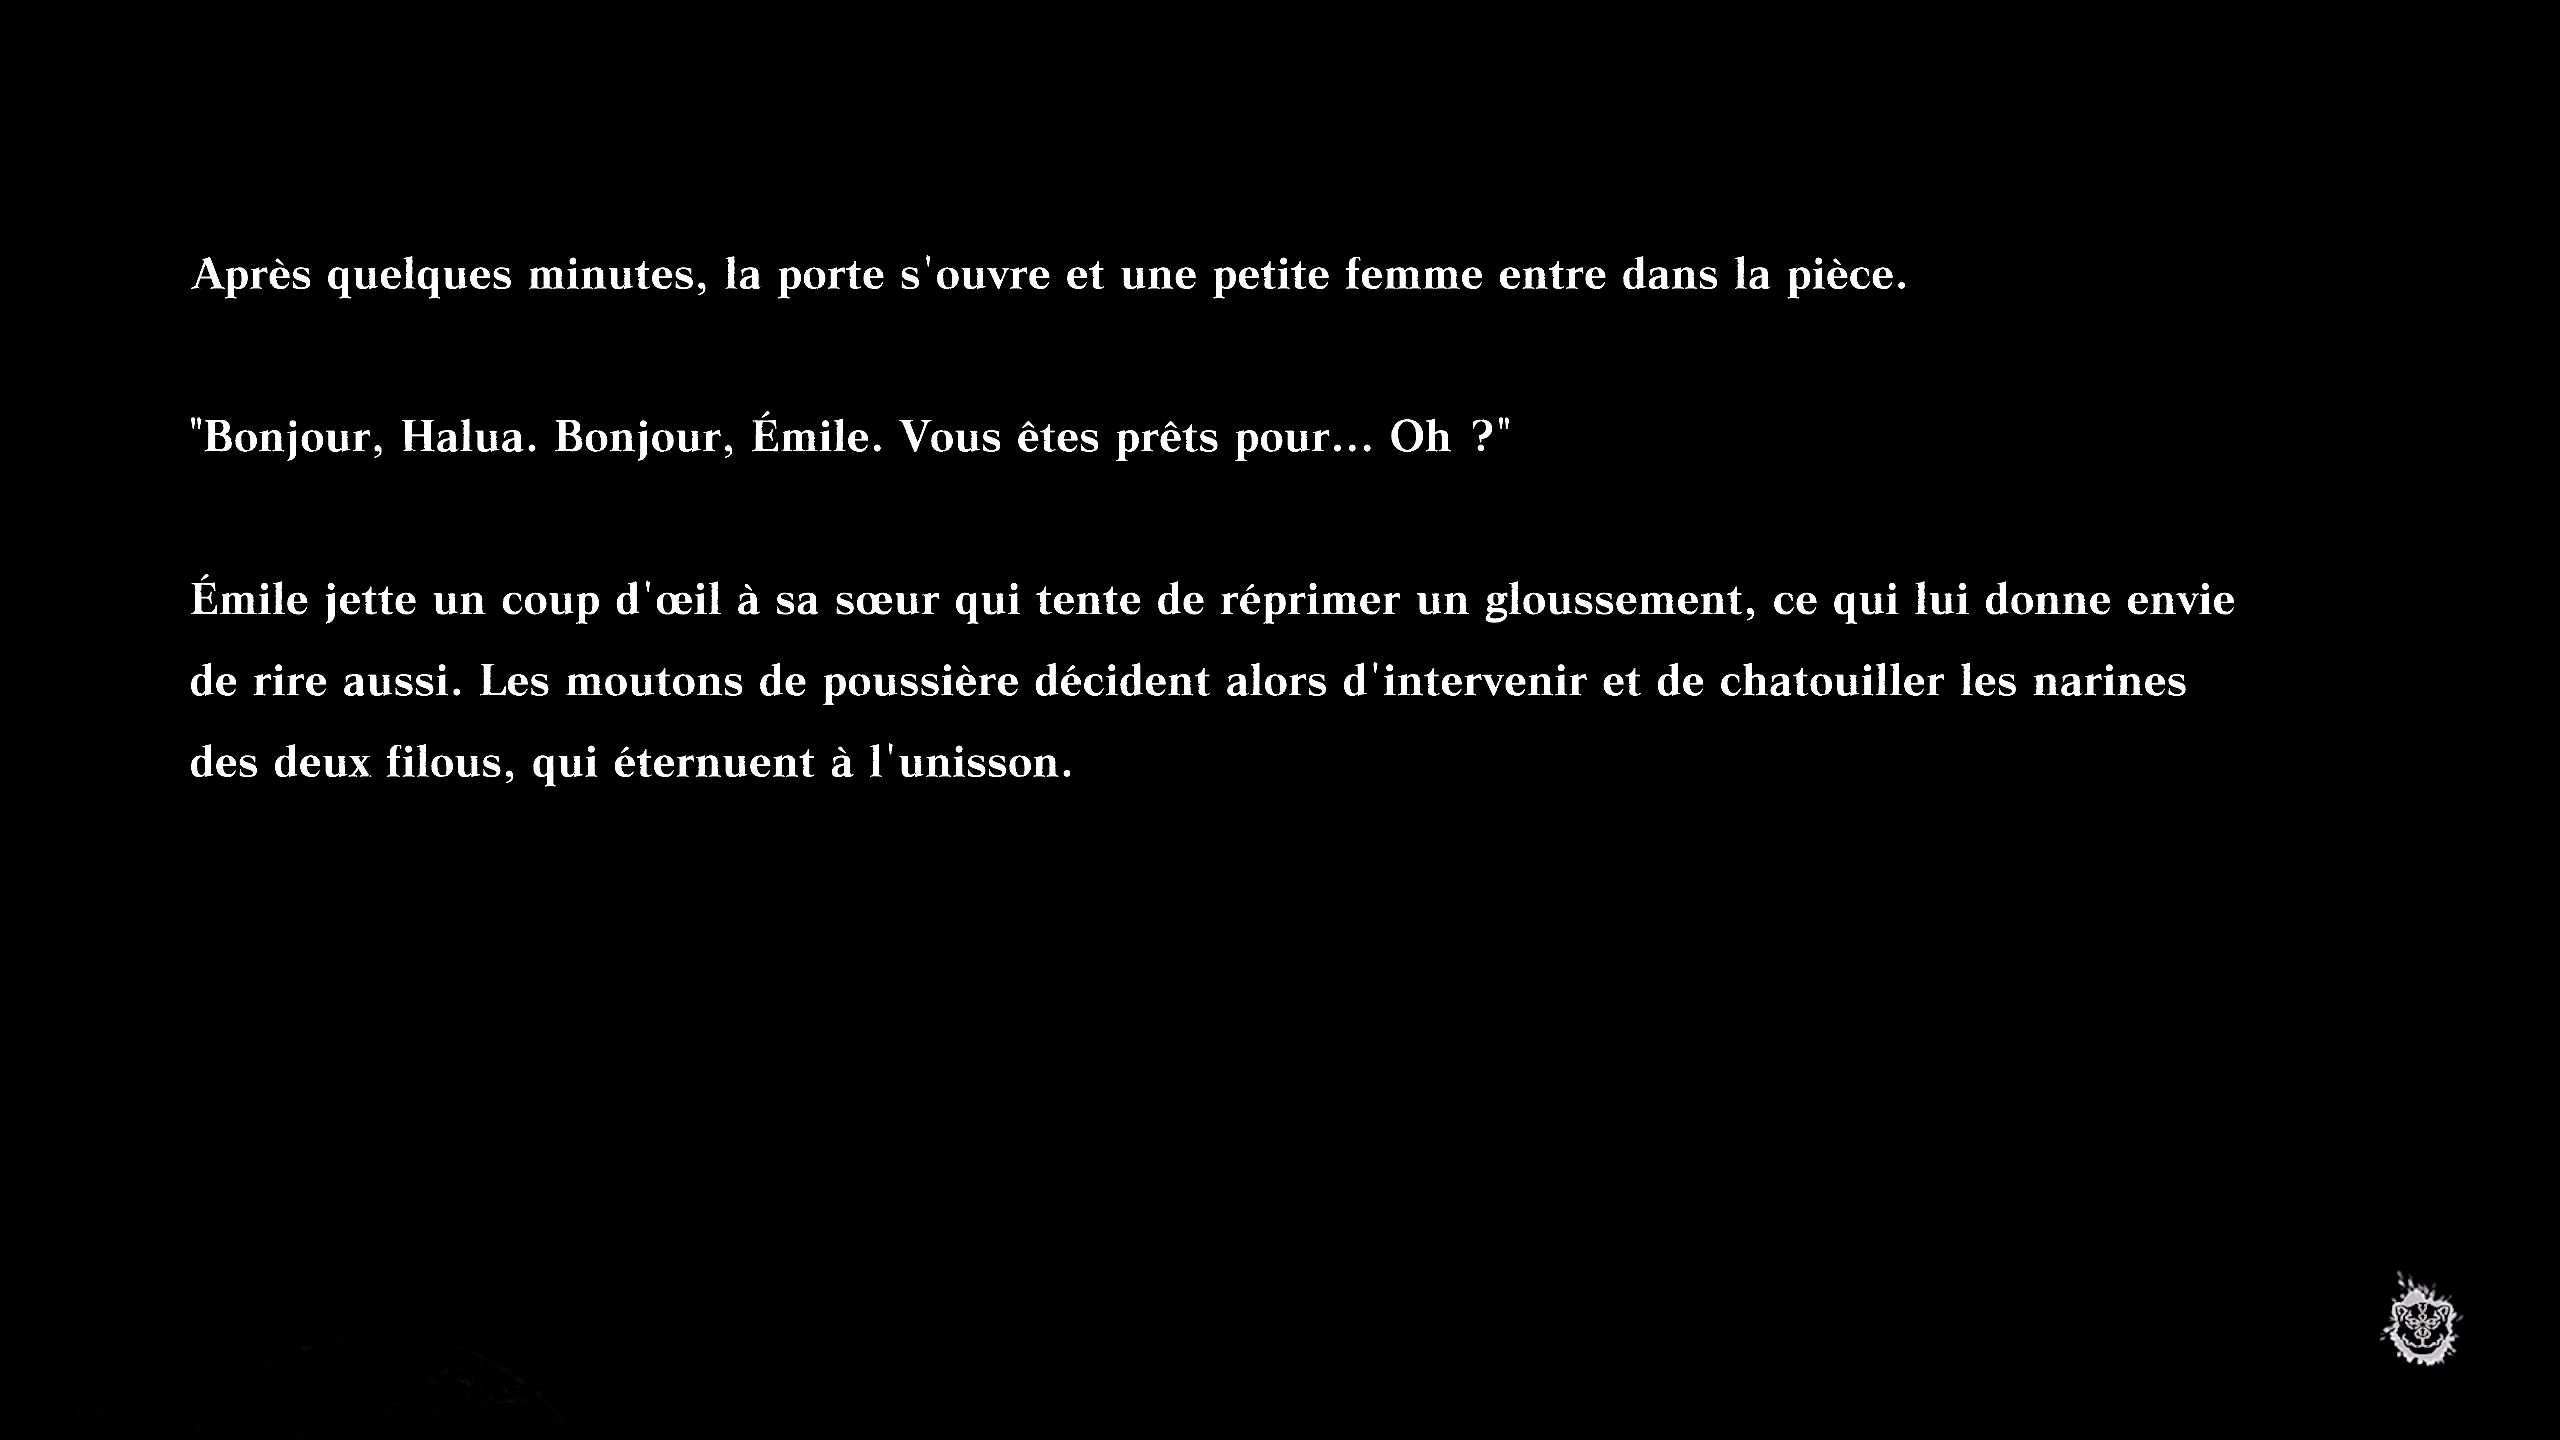 Après quelques minutes, la porte s'ouvre et une petite femme entre dans la pièce.
"Bonjour, Halua. Bonjour, Émile. Vous êtes prêts pour... Oh ?"
Émile jette un coup d'œil à sa sœur qui tente de réprimer un gloussement, ce qui lui donne envie
de rire aussi. Les moutons de poussière décident alors d'intervenir et de chatouiller les narines
des deux filous, qui éternuent à l'unisson.